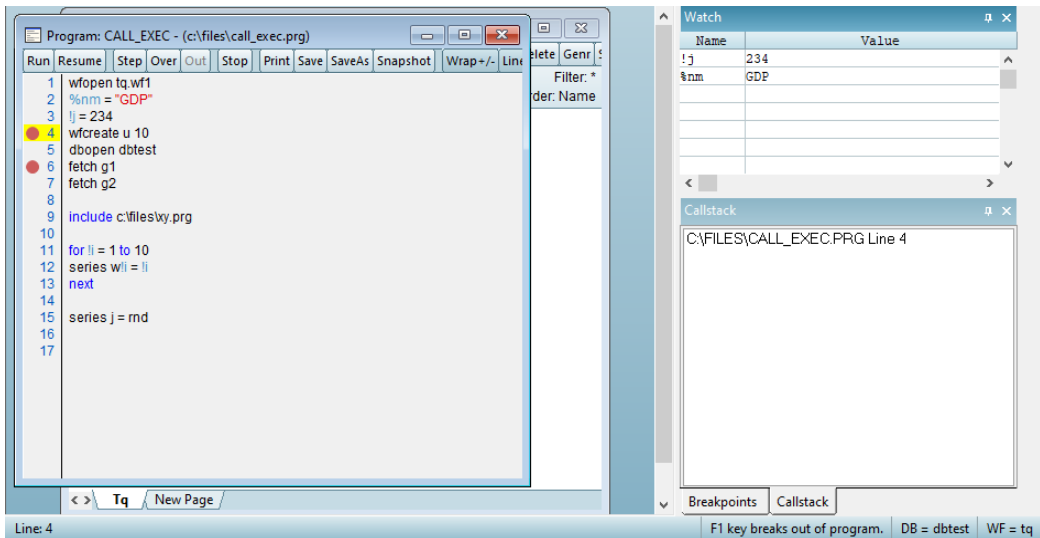 Program: CALL_EXEC - (c:\files\call_exec.prg)
Run Resume Step Over Out Stop Print Save SaveAs Snapshot Wrap+/- Line
elete Genr S
Filter: *
der: Name
1 wfopen tq.wf1
2 %nm = "GDP"
3 !j = 234
4 wfcreate u 10
5 dbopen dbtest
6 fetch g1
7 fetch g2
8
9 include c:\files\xy.prg
10
11 for !i = 1 to 10
12 series w!i = !i
13 next
14
15 series j = rnd
16
17
Tq New Page
Watch
Name Value
!j 234
%nm GDP
Callstack
C:\FILES\CALL_EXEC.PRG Line 4
Breakpoints Callstack
Line: 4 F1 key breaks out of program. DB = dbtest WF = tq